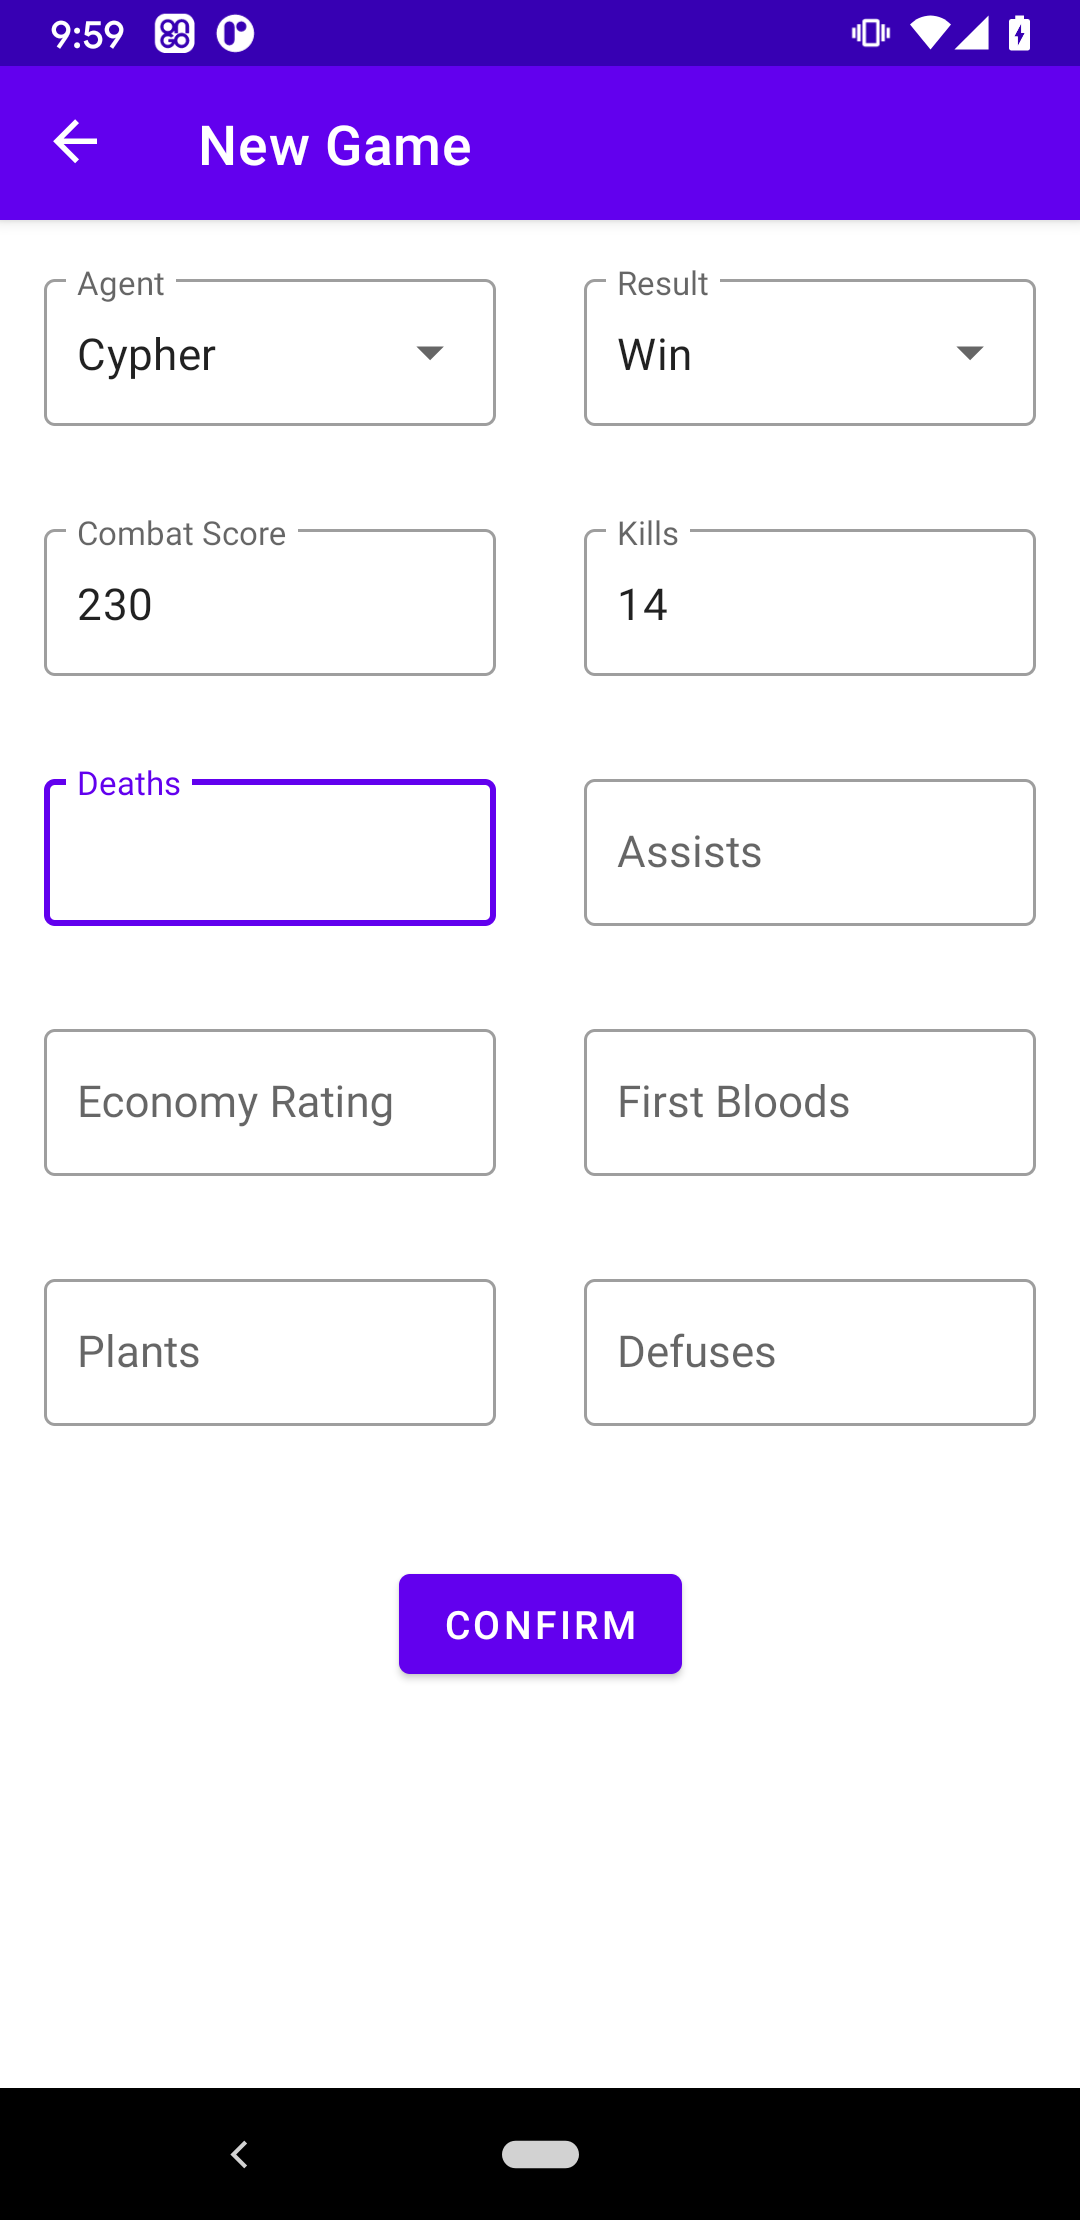 9:59
New Game
Agent
Result
Cypher
Win
Combat Score
Kills
230
14
Deaths
Assists
Economy Rating
First Bloods
Plants
Defuses
CONFIRM